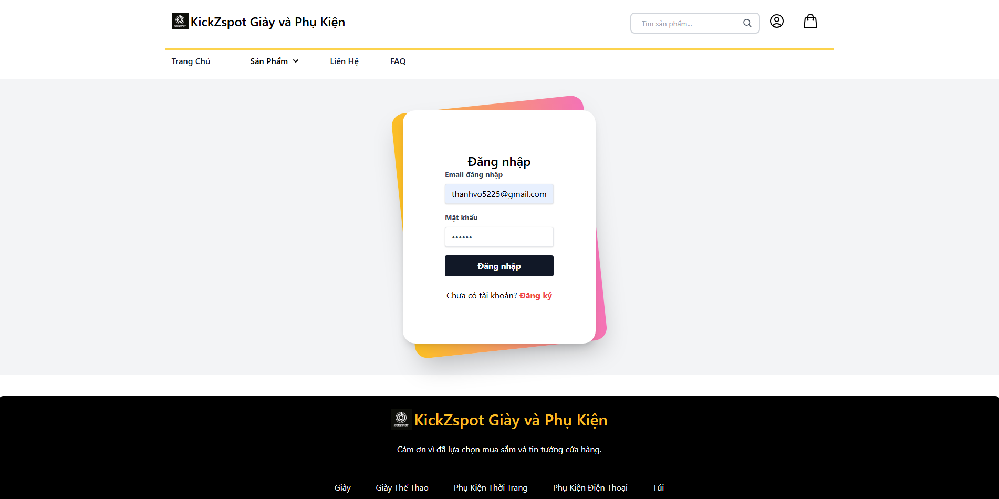 KICKZSPOT
KickZspot Giày và Phụ Kiện
Tìm sản phẩm...
Trang Chủ
Sản Phẩm
Liên Hệ
FAQ
Đăng nhập
Email đăng nhập
thanhvo5225@gmail.com
Mật khẩu
••••••
Đăng nhập
Chưa có tài khoản? Đăng ký
KICKZSPOT
KickZspot Giày và Phụ Kiện
Cảm ơn vì đã lựa chọn mua sắm và tin tưởng cửa hàng.
Giày
Giày Thể Thao
Phụ Kiện Thời Trang
Phụ Kiện Điện Thoại
Túi